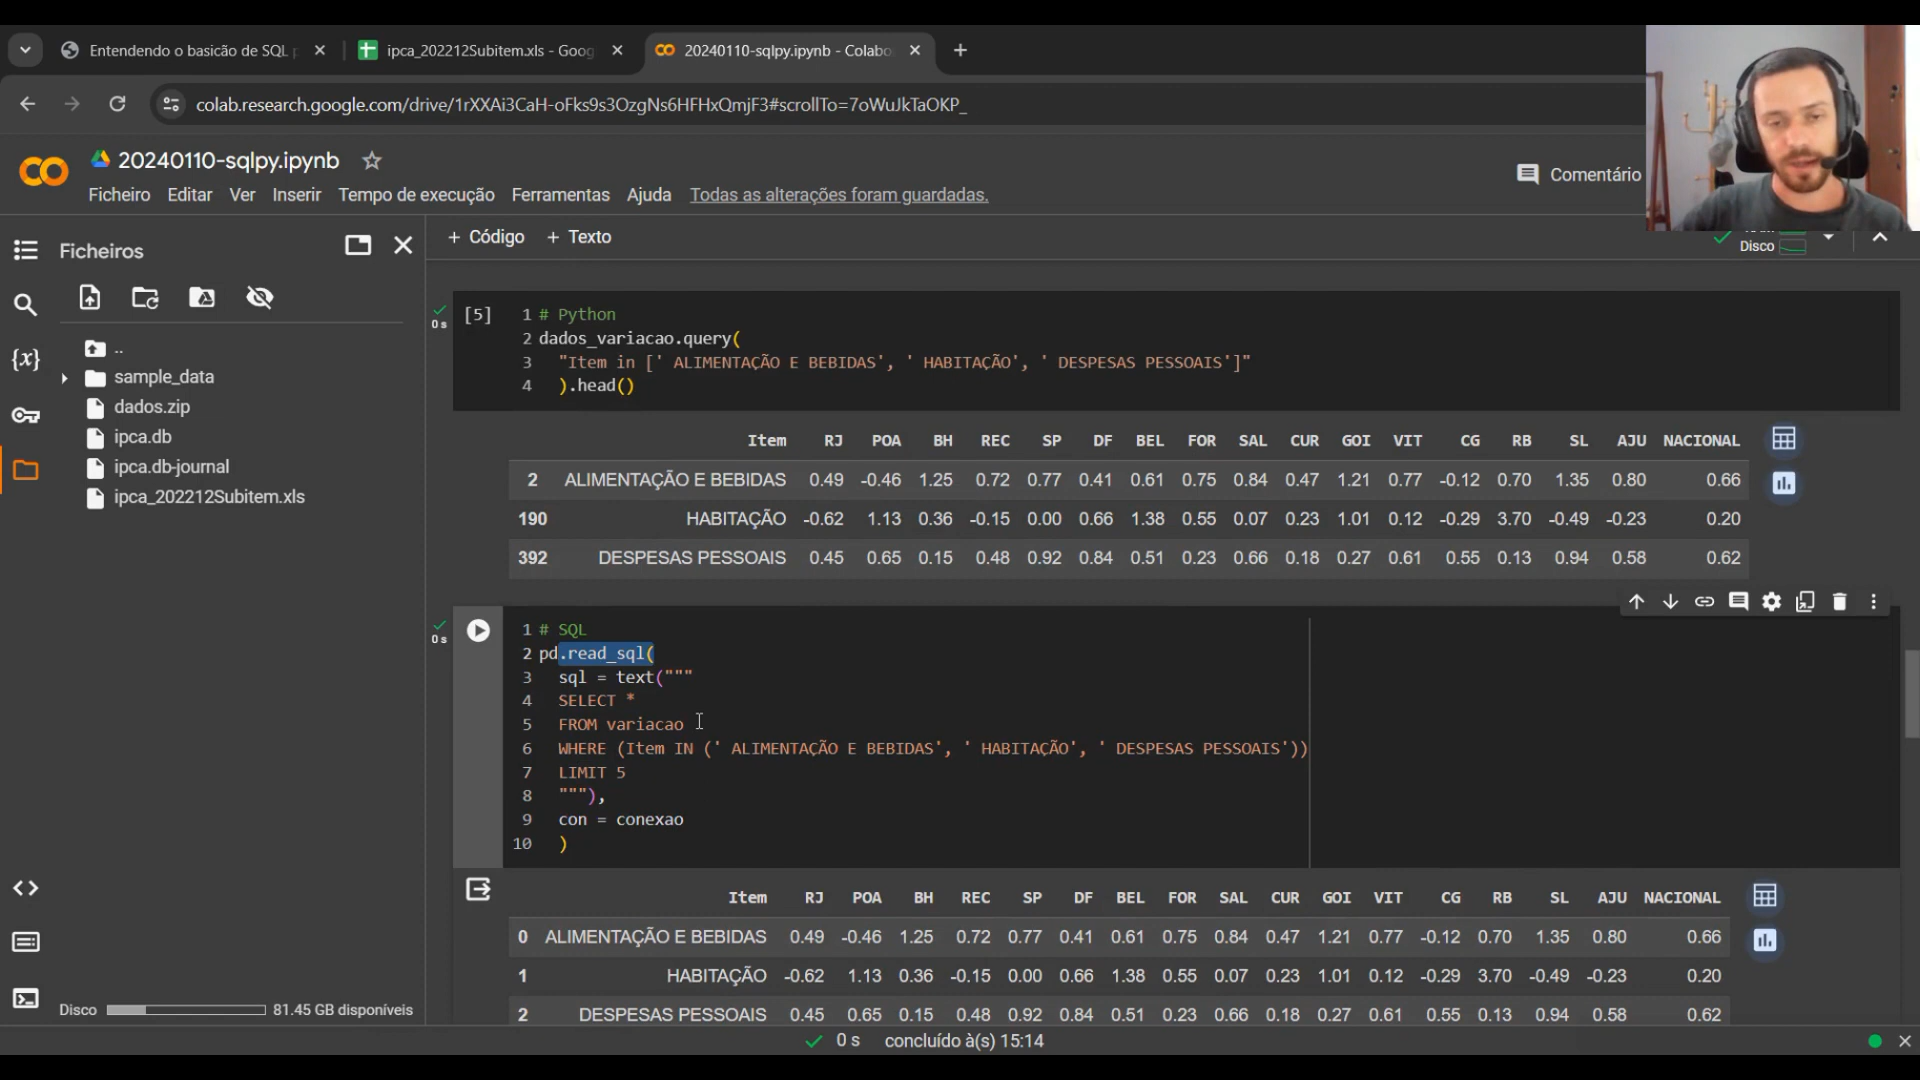 Entendendo o basicão de SQL p
ipca_202212Subitem.xls - Goog
20240110-sqlpy.ipynb - Colabo
colab.research.google.com/drive/1rXXAi3CaH-oFks9s3OzgNs6HFHxQmjF3#scrollTo=7oWuJkTaOKP_
20240110-sqlpy.ipynb
Comentário
Ficheiro Editar Ver Inserir Tempo de execução Ferramentas Ajuda Todas as alterações foram guardadas.
Ficheiros
+ Código + Texto
Disco
..
sample_data
dados.zip
ipca.db
ipca.db-journal
ipca_202212Subitem.xls
Disco 81.45 GB disponíveis
0 s
[5]
1 # Python
2 dados_variacao.query(
3 "Item in [' ALIMENTAÇÃO E BEBIDAS', ' HABITAÇÃO', ' DESPESAS PESSOAIS']"
4 ).head()
Item RJ POA BH REC SP DF BEL FOR SAL CUR GOI VIT CG RB SL AJU NACIONAL
2 ALIMENTAÇÃO E BEBIDAS 0.49 -0.46 1.25 0.72 0.77 0.41 0.61 0.75 0.84 0.47 1.21 0.77 -0.12 0.70 1.35 0.80 0.66
190 HABITAÇÃO -0.62 1.13 0.36 -0.15 0.00 0.66 1.38 0.55 0.07 0.23 1.01 0.12 -0.29 3.70 -0.49 -0.23 0.20
392 DESPESAS PESSOAIS 0.45 0.65 0.15 0.48 0.92 0.84 0.51 0.23 0.66 0.18 0.27 0.61 0.55 0.13 0.94 0.58 0.62
0 s
1 # SQL
2 pd.read_sql(
3 sql = text("""
4 SELECT *
5 FROM variacao
6 WHERE (Item IN (' ALIMENTAÇÃO E BEBIDAS', ' HABITAÇÃO', ' DESPESAS PESSOAIS'))
7 LIMIT 5
8 """),
9 con = conexao
10 )
Item RJ POA BH REC SP DF BEL FOR SAL CUR GOI VIT CG RB SL AJU NACIONAL
0 ALIMENTAÇÃO E BEBIDAS 0.49 -0.46 1.25 0.72 0.77 0.41 0.61 0.75 0.84 0.47 1.21 0.77 -0.12 0.70 1.35 0.80 0.66
1 HABITAÇÃO -0.62 1.13 0.36 -0.15 0.00 0.66 1.38 0.55 0.07 0.23 1.01 0.12 -0.29 3.70 -0.49 -0.23 0.20
2 DESPESAS PESSOAIS 0.45 0.65 0.15 0.48 0.92 0.84 0.51 0.23 0.66 0.18 0.27 0.61 0.55 0.13 0.94 0.58 0.62
0 s concluído à(s) 15:14